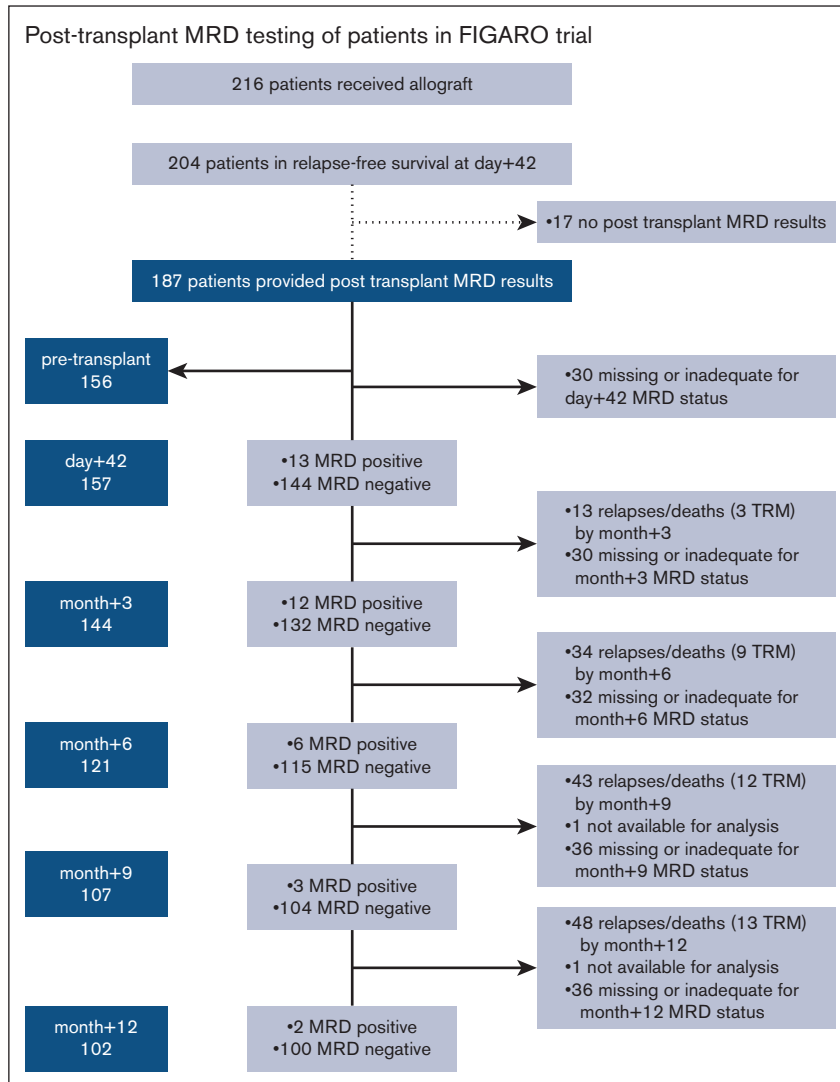 Post-transplant MRD testing of patients in FIGARO trial
216 patients received allograft
204 patients in relapse-free survival at day+42
•17 no post transplant MRD results
187 patients provided post transplant MRD results
pre-transplant
156
•30 missing or inadequate for
day+42 MRD status
day+42
157
•13 MRD positive
•144 MRD negative
•13 relapses/deaths (3 TRM)
by month+3
•30 missing or inadequate for
month+3 MRD status
month+3
144
•12 MRD positive
•132 MRD negative
•34 relapses/deaths (9 TRM)
by month+6
•32 missing or inadequate for
month+6 MRD status
month+6
121
•6 MRD positive
•115 MRD negative
•43 relapses/deaths (12 TRM)
by month+9
•1 not available for analysis
•36 missing or inadequate for
month+9 MRD status
month+9
107
•3 MRD positive
•104 MRD negative
•48 relapses/deaths (13 TRM)
by month+12
•1 not available for analysis
•36 missing or inadequate for
month+12 MRD status
month+12
102
•2 MRD positive
•100 MRD negative